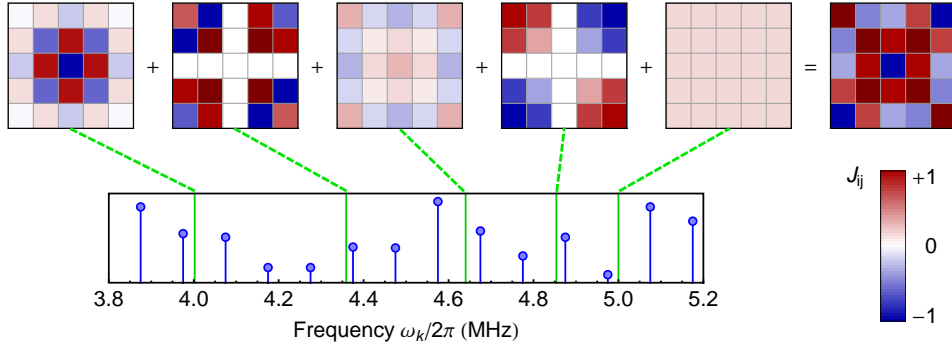 + + + + =
J_ij
+1
0
−1
3.8 4.0 4.2 4.4 4.6 4.8 5.0 5.2
Frequency ω_k/2π (MHz)